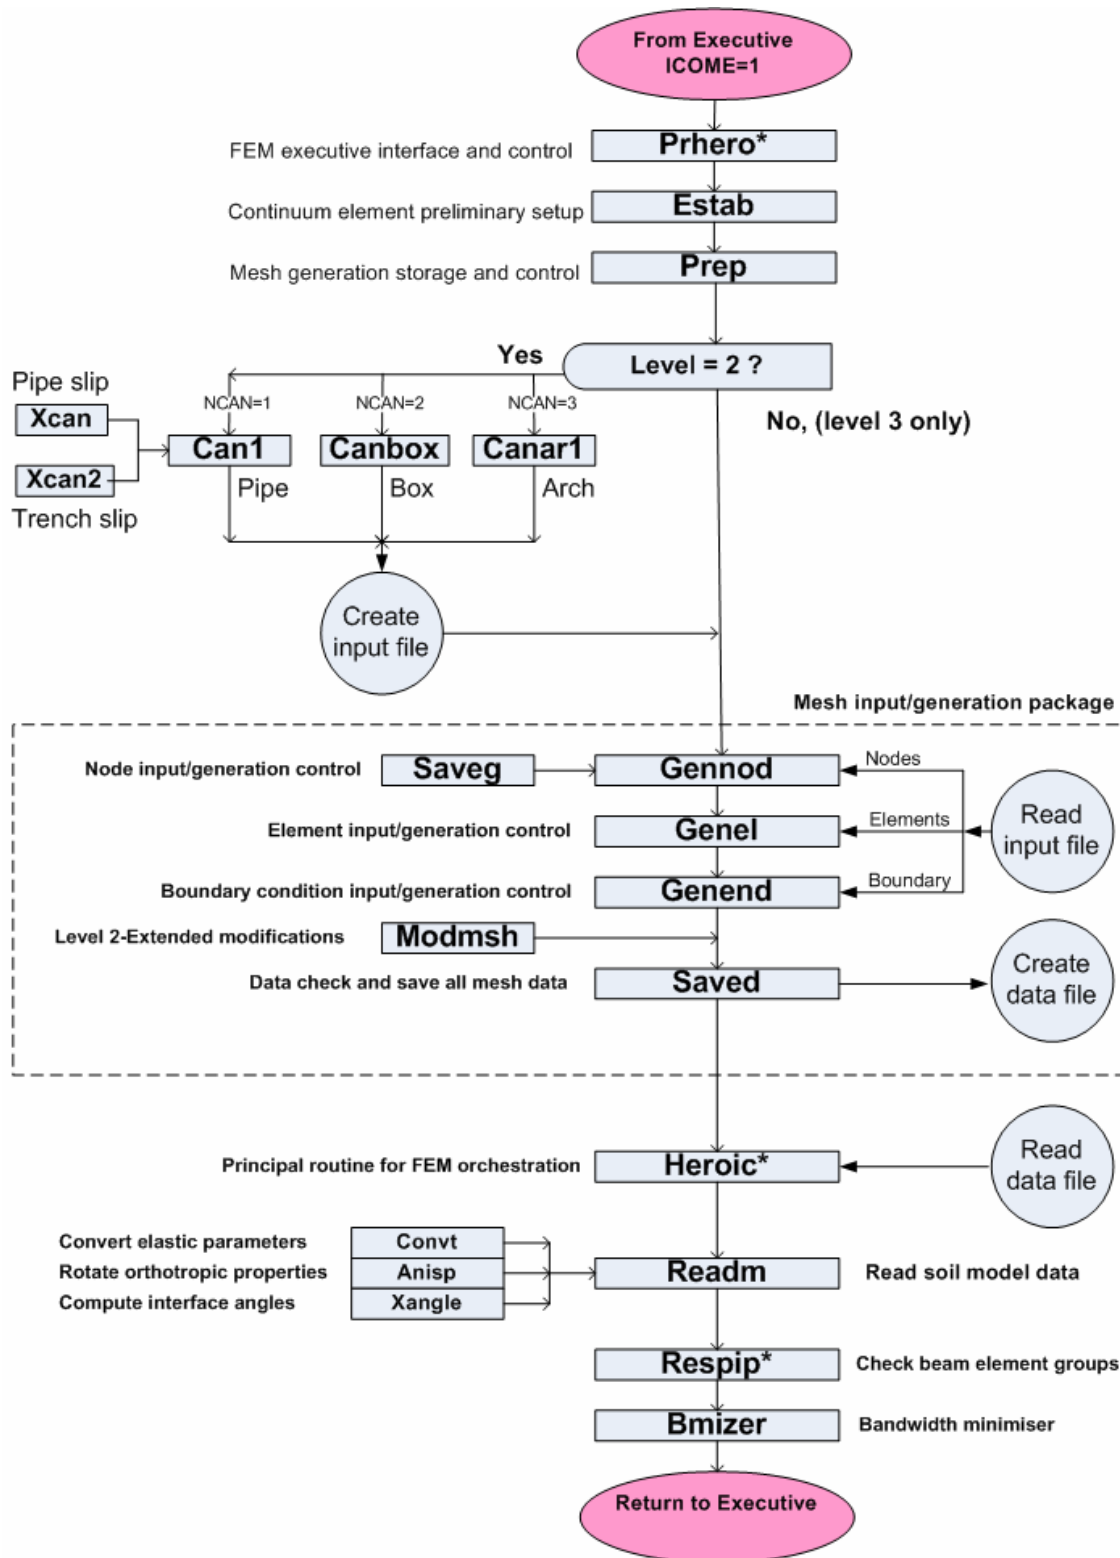 From Executive
ICOME=1
FEM executive interface and control
Prhero*
Continuum element preliminary setup
Estab
Mesh generation storage and control
Prep
Yes
Level = 2 ?
No, (level 3 only)
Pipe slip
Xcan
Xcan2
Trench slip
NCAN=1
NCAN=2
NCAN=3
Can1
Canbox
Canar1
Pipe
Box
Arch
Create
input file
Mesh input/generation package
Node input/generation control
Saveg
Gennod
Nodes
Element input/generation control
Genel
Elements
Read
input file
Boundary condition input/generation control
Genend
Boundary
Level 2-Extended modifications
Modmsh
Data check and save all mesh data
Saved
Create
data file
Principal routine for FEM orchestration
Heroic*
Read
data file
Convert elastic parameters
Convt
Rotate orthotropic properties
Anisp
Readm
Read soil model data
Compute interface angles
Xangle
Respip*
Check beam element groups
Bmizer
Bandwidth minimiser
Return to Executive